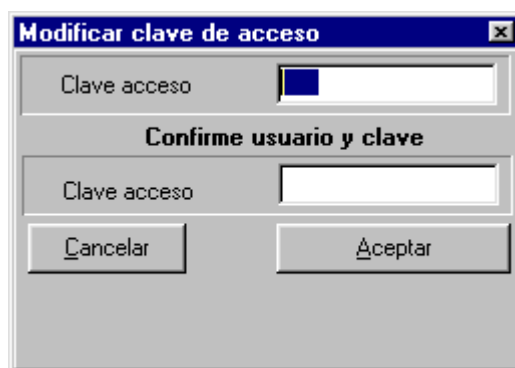 Modificar clave de acceso
Clave acceso
Confirme usuario y clave
Clave acceso
Cancelar Aceptar